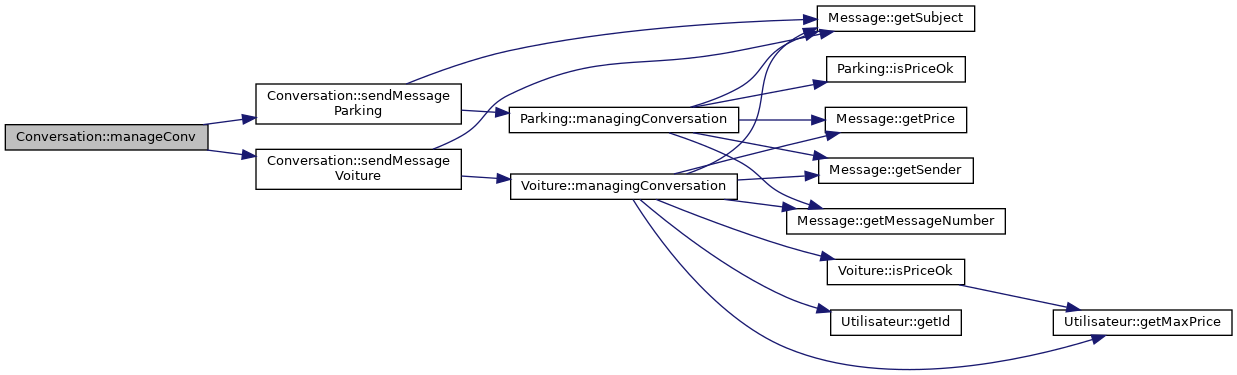 Conversation::manageConv
Conversation::sendMessage
Parking
Conversation::sendMessage
Voiture
Parking::managingConversation
Voiture::managingConversation
Message::getSubject
Parking::isPriceOk
Message::getPrice
Message::getSender
Message::getMessageNumber
Voiture::isPriceOk
Utilisateur::getId
Utilisateur::getMaxPrice